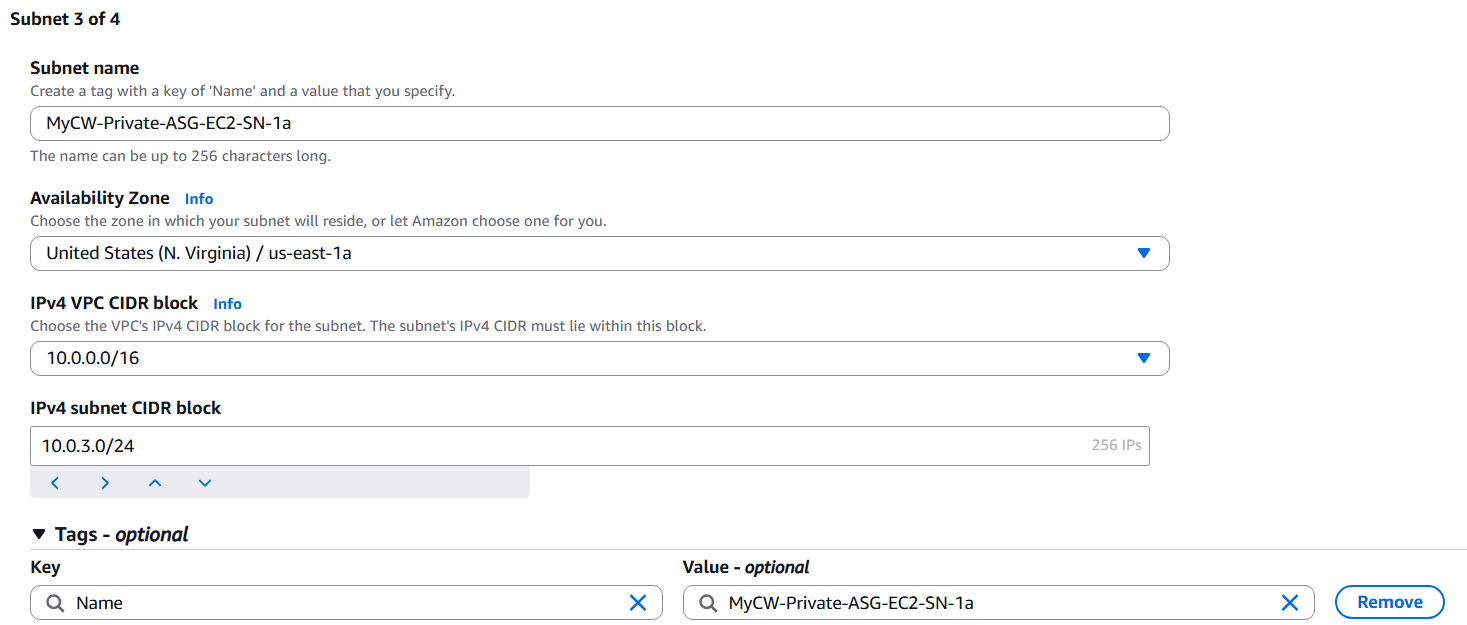 Subnet 3 of 4
Subnet name
Create a tag with a key of 'Name' and a value that you specify.
MyCW-Private-ASG-EC2-SN-1a
The name can be up to 256 characters long.
Availability Zone Info
Choose the zone in which your subnet will reside, or let Amazon choose one for you.
United States (N. Virginia) / us-east-1a
IPv4 VPC CIDR block Info
Choose the VPC's IPv4 CIDR block for the subnet. The subnet's IPv4 CIDR must lie within this block.
10.0.0.0/16
IPv4 subnet CIDR block
10.0.3.0/24 256 IPs
Tags - optional
Key Value - optional
Name MyCW-Private-ASG-EC2-SN-1a Remove